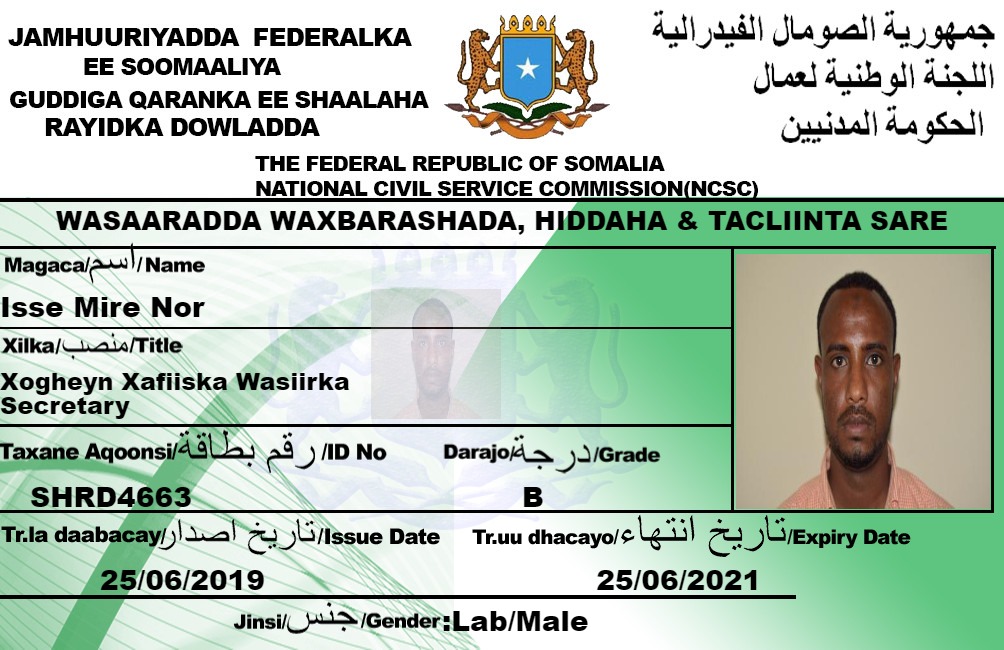 JAMHUURIYADDA FEDERALKA
EE SOOMAALIYA
GUDDIGA QARANKA EE SHAALAHA
RAYIDKA DOWLADDA
جمهورية الصومال الفيدرالية
اللجنة الوطنية لعمال
الحكومة المدنيين
THE FEDERAL REPUBLIC OF SOMALIA
NATIONAL CIVIL SERVICE COMMISSION(NCSC)
WASAARADDA WAXBARASHADA, HIDDAHA & TACLIINTA SARE
Magaca/اسم/Name
Isse Mire Nor
Xilka/منصب/Title
Xogheyn Xafiiska Wasiirka
Secretary
Taxane Aqoonsi/رقم بطاقة/ID No
SHRD4663
Darajo/درجة/Grade
B
Tr.la daabacay/تاريخ اصدار/Issue Date
25/06/2019
Tr.uu dhacayo/تاريخ انتهاء/Expiry Date
25/06/2021
Jinsi/جنس/Gender:Lab/Male